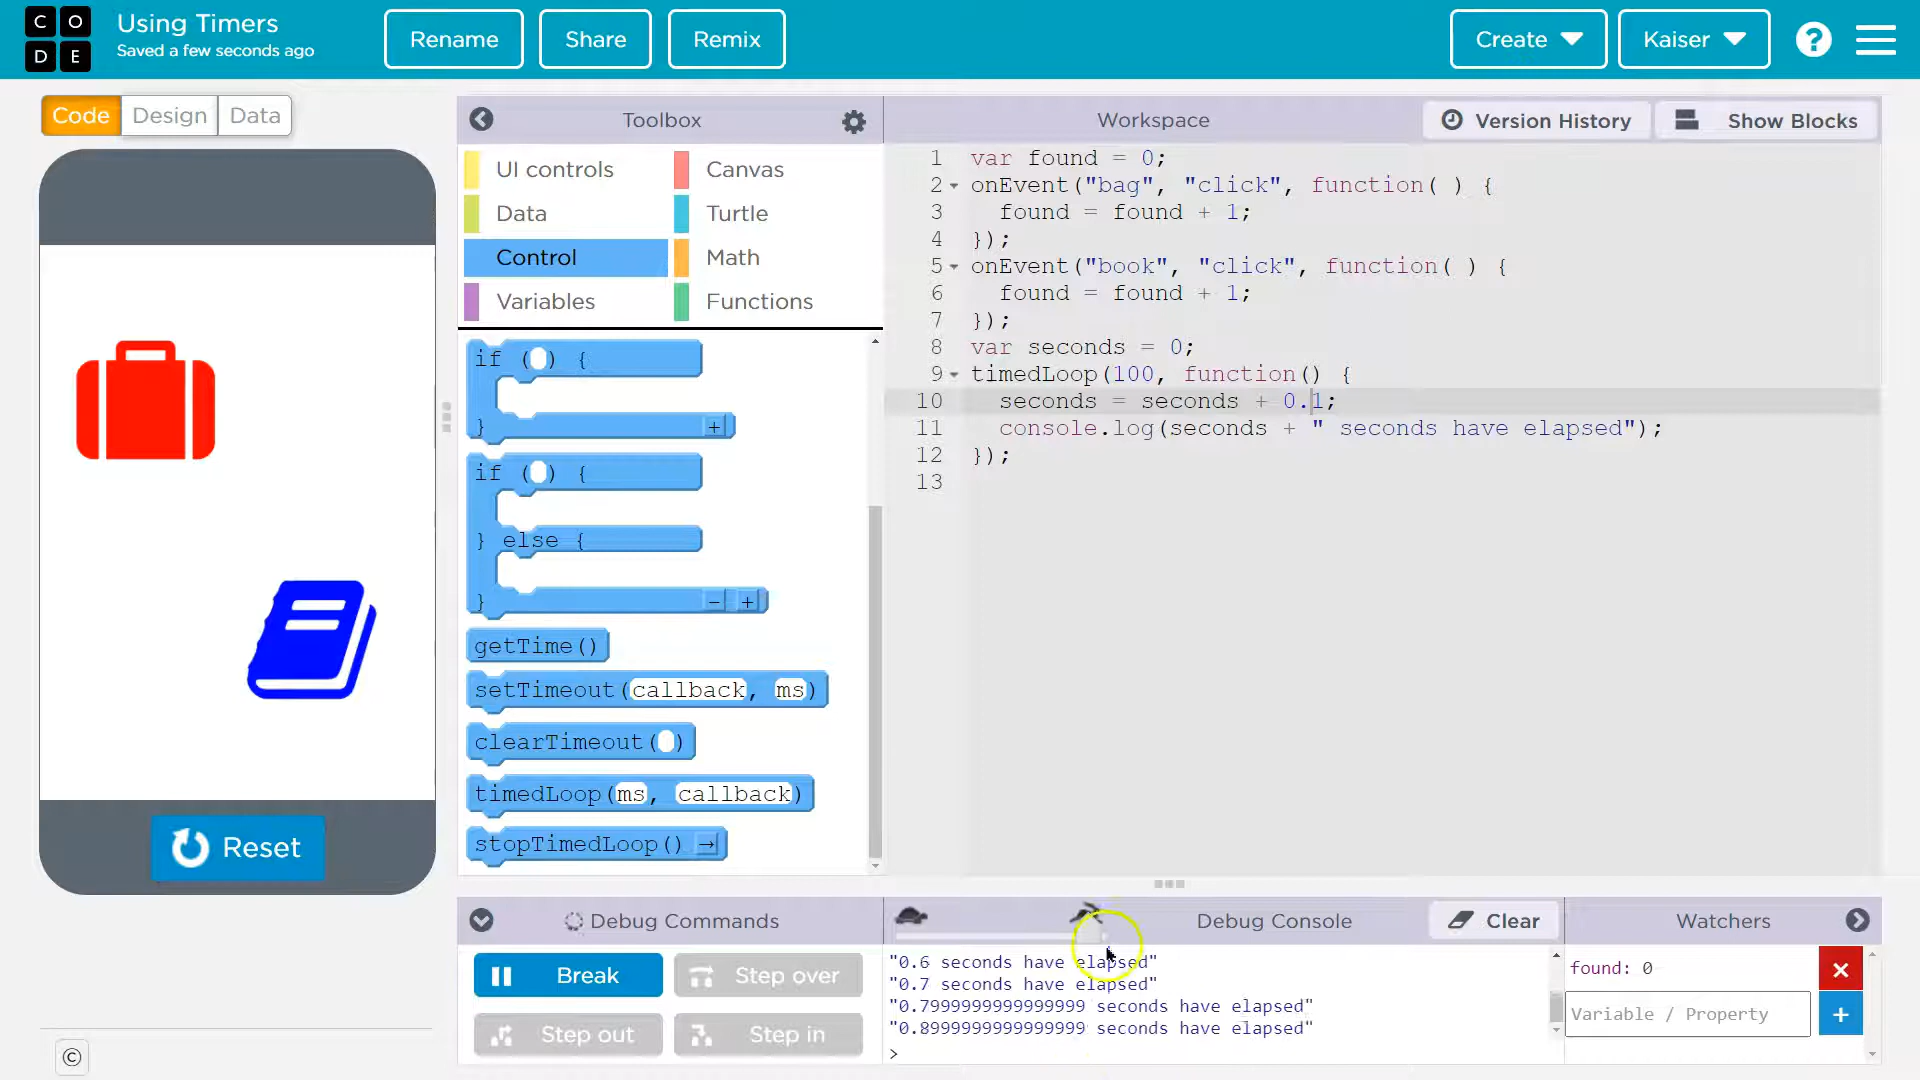 CODE
Using Timers
Saved a few seconds ago
Rename
Share
Remix
Create
Kaiser
?
Code
Design
Data
Toolbox
Workspace
Version History
Show Blocks
UI controls
Canvas
Data
Turtle
Control
Math
Variables
Functions
if () {
} +
if () {
} else {
} - +
getTime()
setTimeout(callback, ms)
clearTimeout()
timedLoop(ms, callback)
stopTimedLoop() →
1 var found = 0;
2 onEvent("bag", "click", function( ) {
3 found = found + 1;
4 });
5 onEvent("book", "click", function( ) {
6 found = found + 1;
7 });
8 var seconds = 0;
9 timedLoop(100, function() {
10 seconds = seconds + 0.1;
11 console.log(seconds + " seconds have elapsed");
12 });
13
Reset
©
Debug Commands
Break
Step over
Step out
Step in
Debug Console
Clear
"0.6 seconds have elapsed"
"0.7 seconds have elapsed"
"0.7999999999999999 seconds have elapsed"
"0.8999999999999999 seconds have elapsed"
>
Watchers
found: 0
Variable / Property